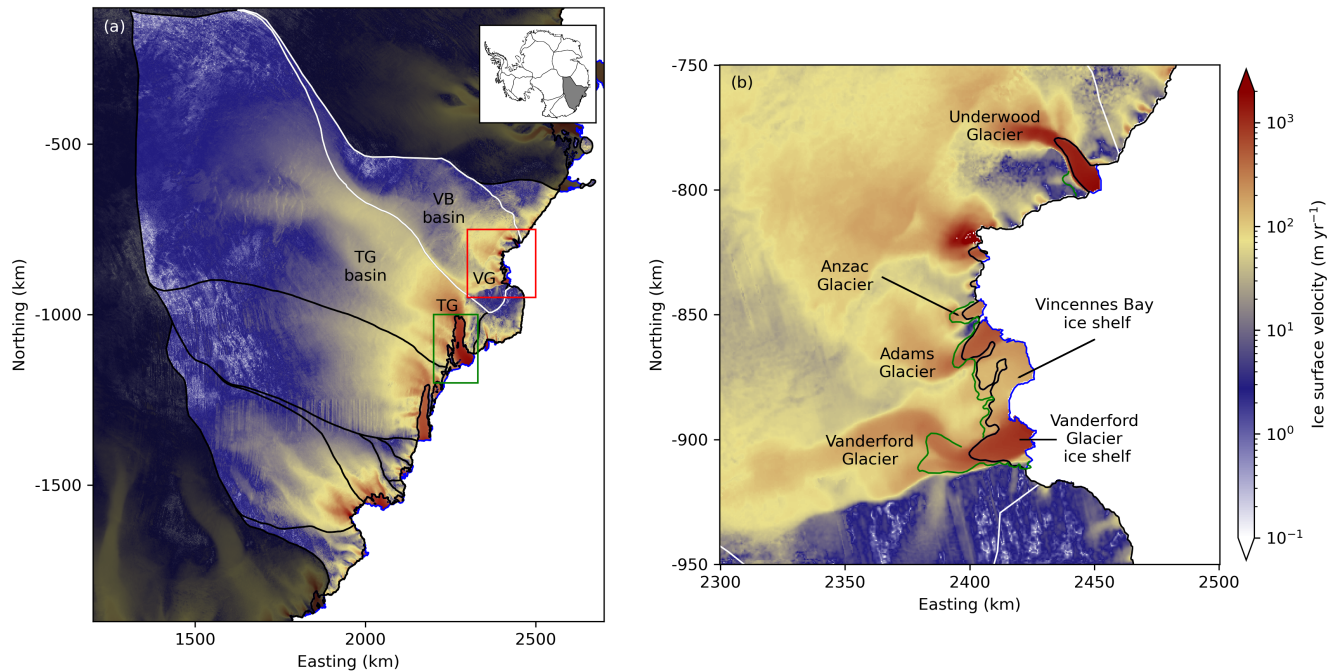 (a)
-500
-1000
-1500
Northing (km)
1500
2000
2500
Easting (km)
VB
basin
TG
basin
VG
TG
(b)
-750
-800
-850
-900
-950
Northing (km)
2300
2350
2400
2450
2500
Easting (km)
Underwood
Glacier
Anzac
Glacier
Vincennes Bay
ice shelf
Adams
Glacier
Vanderford
Glacier
Vanderford
Glacier
ice shelf
10³
10²
10¹
10⁰
10⁻¹
Ice surface velocity (m yr⁻¹)